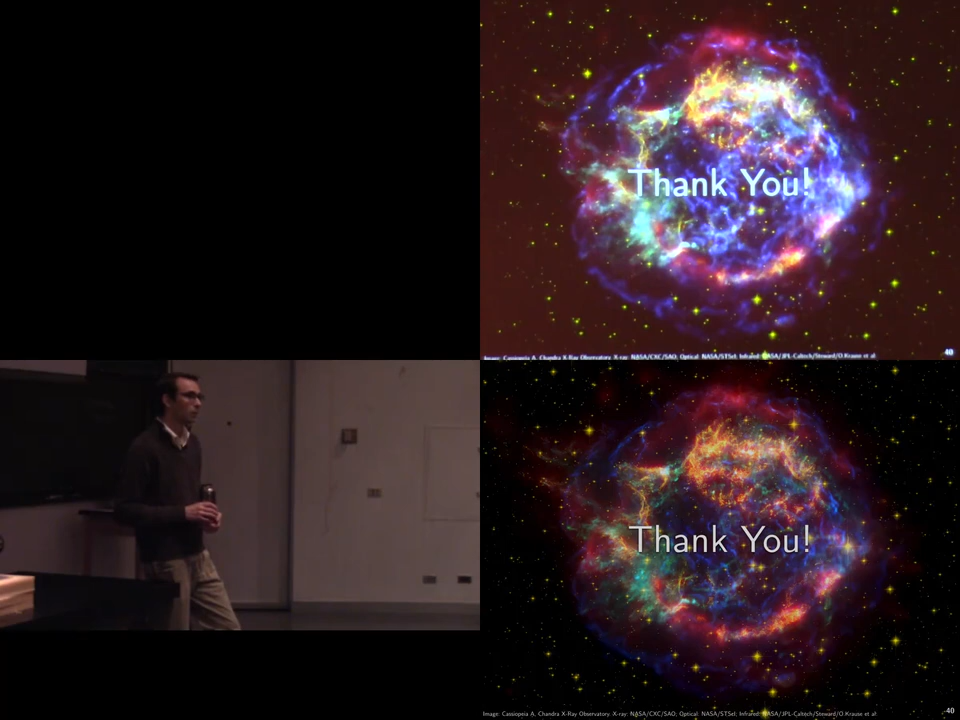 Thank You!
Image: Cassiopeia A, Chandra X-Ray Observatory. X-ray: NASA/CXC/SAO; Optical: NASA/STScI; Infrared: NASA/JPL-Caltech/Steward/O.Krause et al.
40
Thank You!
Image: Cassiopeia A, Chandra X-Ray Observatory. X-ray: NASA/CXC/SAO; Optical: NASA/STScI; Infrared: NASA/JPL-Caltech/Steward/O.Krause et al.
40